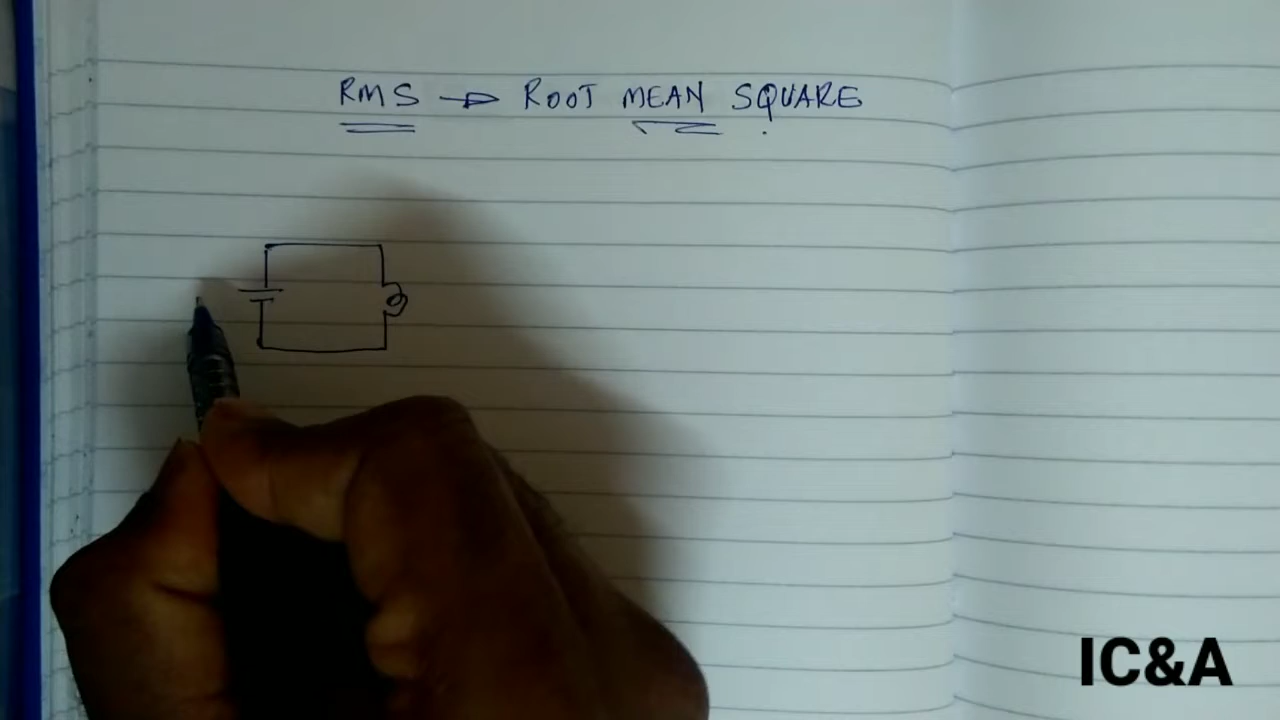 RMS → ROOT MEAN SQUARE
IC&A